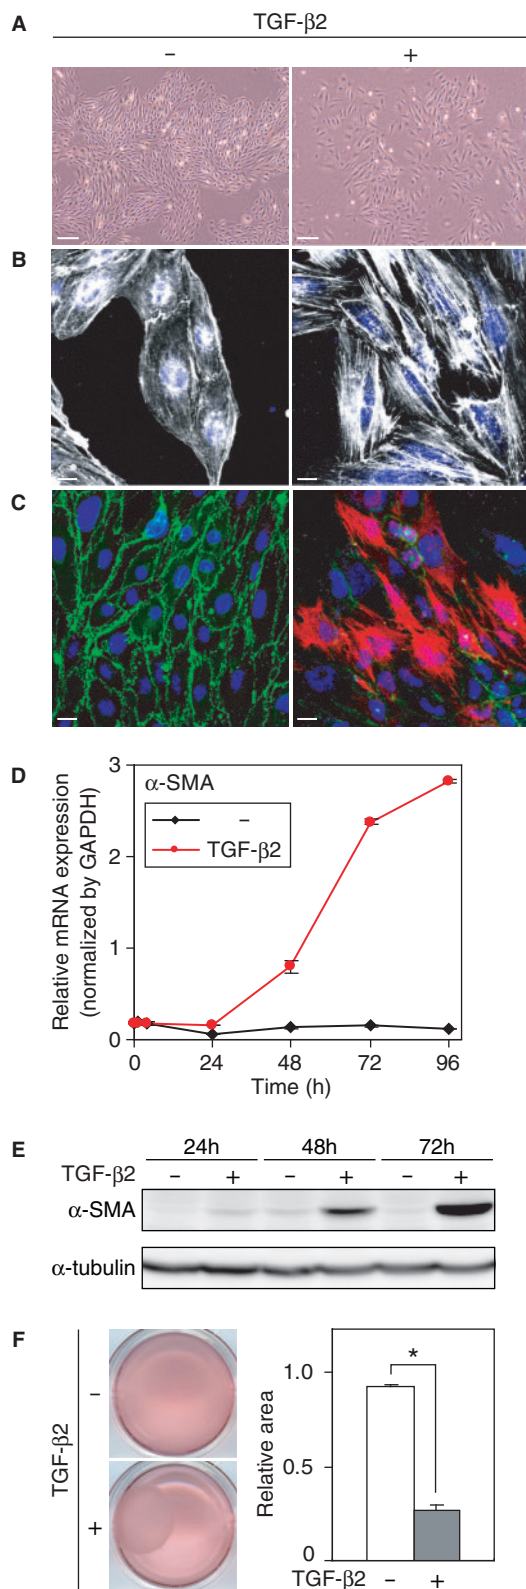 A
TGF-β2
– +
B
C
D
3
α-SMA
–
TGF-β2
2
1
0
Relative mRNA expression
(normalized by GAPDH)
0 24 48 72 96
Time (h)
E
24h 48h 72h
TGF-β2 – + – + – +
α-SMA
α-tubulin
F
TGF-β2
–
+
*
1.0
0.5
0
Relative area
TGF-β2 – +